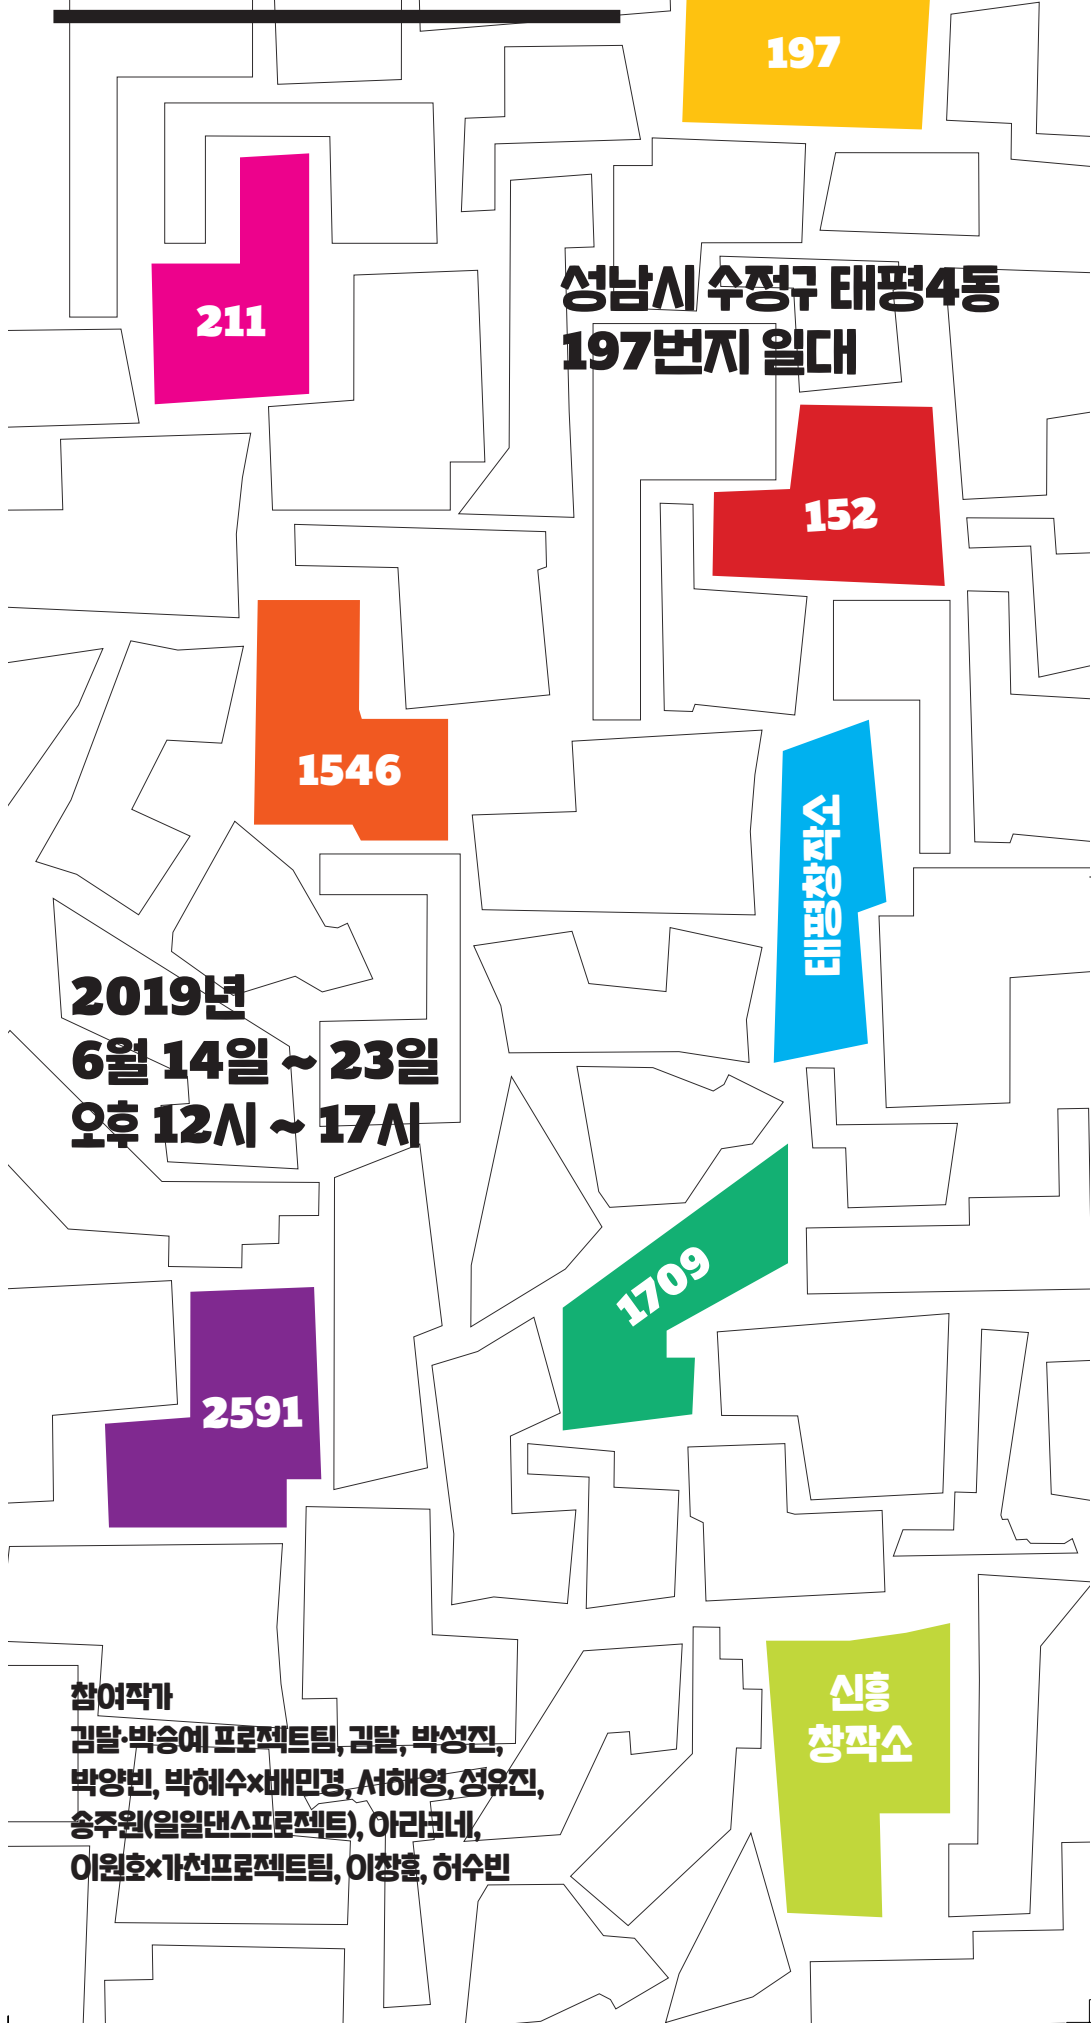 197
211
성남시 수정구 태평4동
197번지 일대
152
1546
태평창작소
2019년
6월 14일 ~ 23일
오후 12시 ~ 17시
1709
2591
신흥
창작소
참여작가
김달·박승예 프로젝트팀, 김달, 박성진,
박양빈, 박혜수×배민경, 서해영, 성유진,
송주원(일일댄스프로젝트), 아라크네,
이원호×가천프로젝트팀, 이창훈, 허수빈